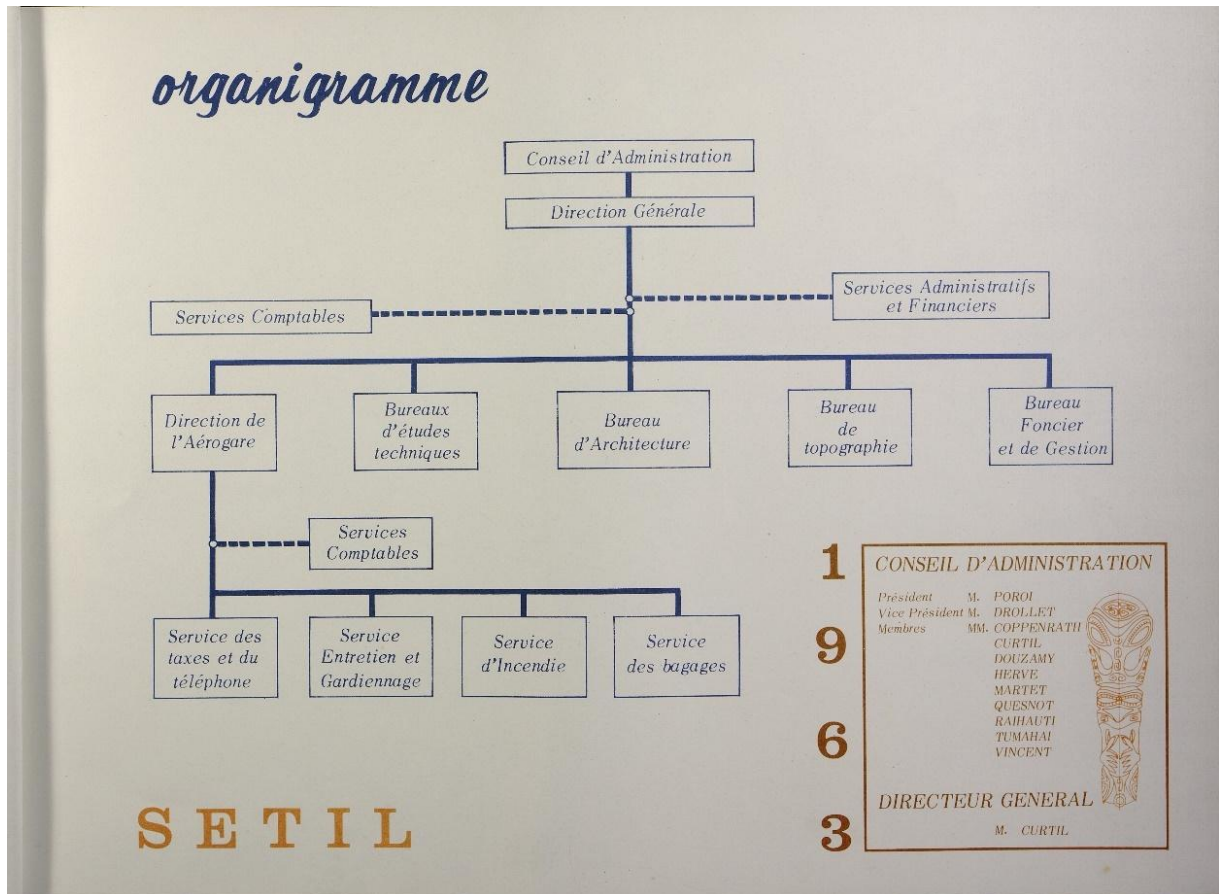 organigramme
Conseil d'Administration
Direction Générale
Services Administratifs
et Financiers
Services Comptables
Direction de
l'Aérogare
Bureaux
d'études
techniques
Bureau
d'Architecture
Bureau
de
topographie
Bureau
Foncier
et de Gestion
Services
Comptables
Service des
taxes et du
téléphone
Service
Entretien et
Gardiennage
Service
d'Incendie
Service
des bagages
1
9
6
3
CONSEIL D'ADMINISTRATION
Président M. POROI
Vice Président M. DROLLET
Membres MM. COPPENRATH
CURTIL
DOUZAMY
HERVE
MARTET
QUESNOT
RAIHAUTI
TUMAHAI
VINCENT
DIRECTEUR GENERAL
M. CURTIL
SETIL